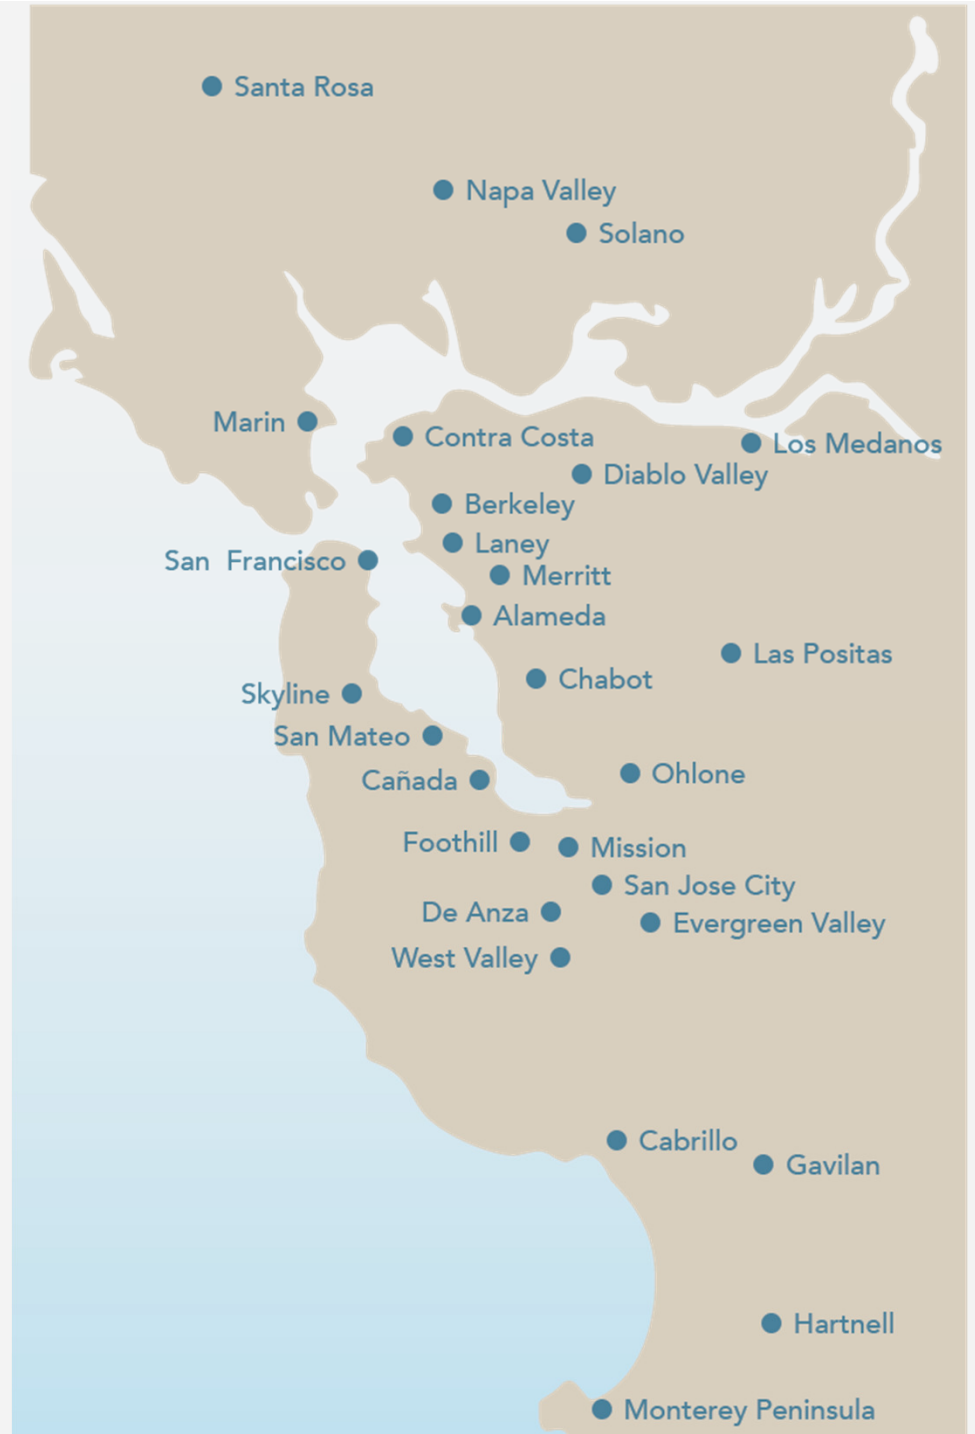 Santa Rosa
Napa Valley
Solano
Marin
Contra Costa
Los Medanos
Diablo Valley
Berkeley
Laney
San Francisco
Merritt
Alameda
Las Positas
Chabot
Skyline
San Mateo
Ohlone
Cañada
Foothill
Mission
San Jose City
De Anza
Evergreen Valley
West Valley
Cabrillo
Gavilan
Hartnell
Monterey Peninsula